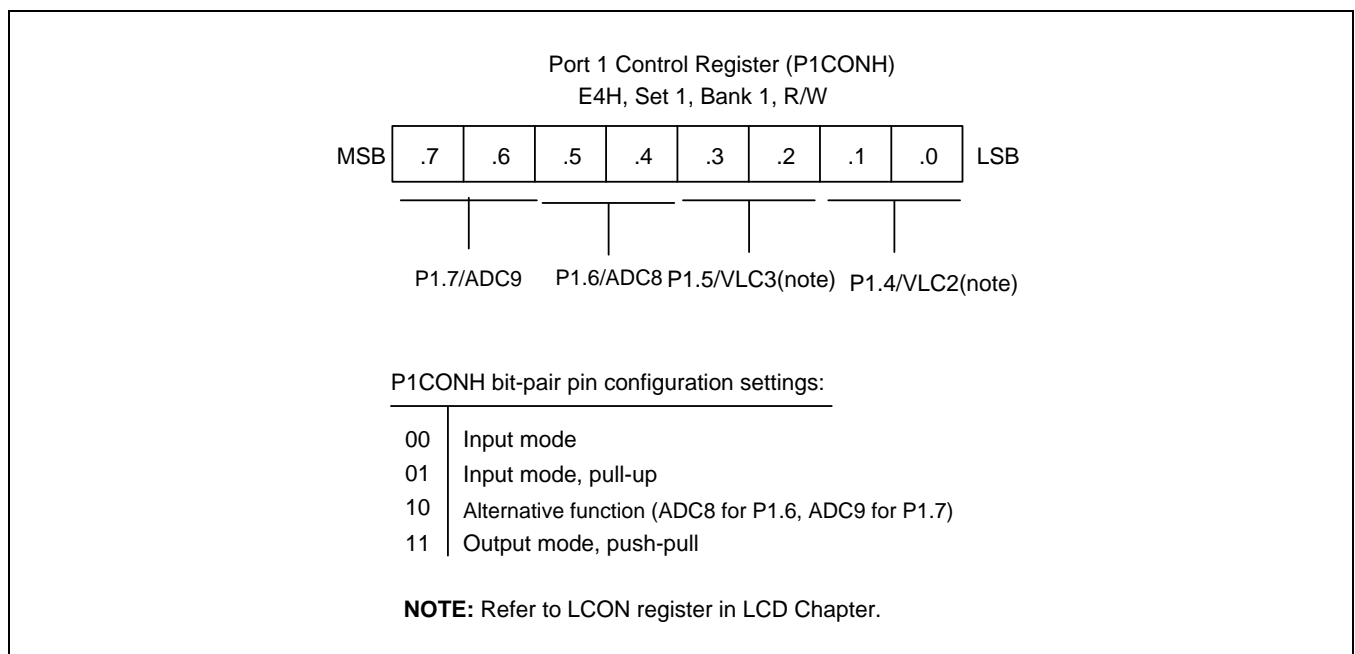 Port 1 Control Register (P1CONH)
E4H, Set 1, Bank 1, R/W
MSB .7 .6 .5 .4 .3 .2 .1 .0 LSB
P1.7/ADC9 P1.6/ADC8 P1.5/VLC3(note) P1.4/VLC2(note)
P1CONH bit-pair pin configuration settings:
00 Input mode
01 Input mode, pull-up
10 Alternative function (ADC8 for P1.6, ADC9 for P1.7)
11 Output mode, push-pull
NOTE: Refer to LCON register in LCD Chapter.